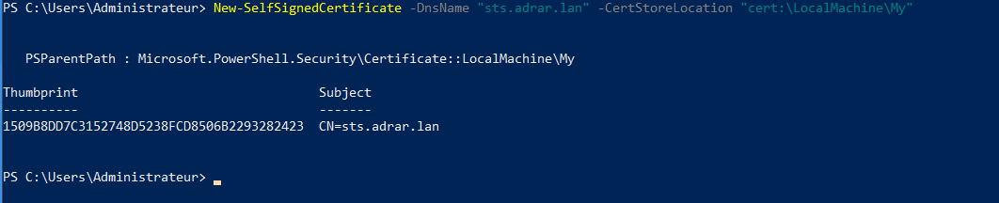 PS C:\Users\Administrateur> New-SelfSignedCertificate -DnsName "sts.adrar.lan" -CertStoreLocation "cert:\LocalMachine\My"
PSParentPath : Microsoft.PowerShell.Security\Certificate::LocalMachine\My
Thumbprint Subject
---------- -------
1509B8DD7C3152748D5238FCD8506B2293282423 CN=sts.adrar.lan
PS C:\Users\Administrateur>